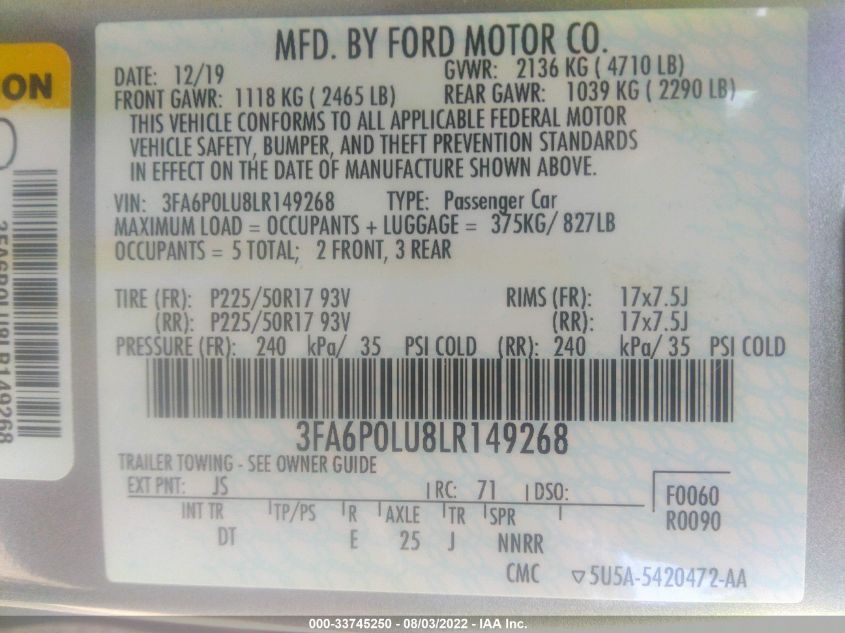 MFD. BY FORD MOTOR CO.
DATE: 12/19 GVWR: 2136 KG ( 4710 LB)
FRONT GAWR: 1118 KG ( 2465 LB) REAR GAWR: 1039 KG ( 2290 LB)
THIS VEHICLE CONFORMS TO ALL APPLICABLE FEDERAL MOTOR
VEHICLE SAFETY, BUMPER, AND THEFT PREVENTION STANDARDS
IN EFFECT ON THE DATE OF MANUFACTURE SHOWN ABOVE.
VIN: 3FA6P0LU8LR149268 TYPE: Passenger Car
MAXIMUM LOAD = OCCUPANTS + LUGGAGE = 375KG/ 827LB
OCCUPANTS = 5 TOTAL; 2 FRONT, 3 REAR
TIRE (FR): P225/50R17 93V RIMS (FR): 17x7.5J
(RR): P225/50R17 93V (RR): 17x7.5J
PRESSURE (FR): 240 kPa/ 35 PSI COLD (RR): 240 kPa/ 35 PSI COLD
3FA6P0LU8LR149268
TRAILER TOWING - SEE OWNER GUIDE
EXT PNT: JS RC: 71 DSO: F0060
INT TR TP/PS R AXLE TR SPR R0090
DT E 25 J NNRR
CMC ▽5U5A-5420472-AA
ON
3FA6P0LU8LR149268
000-33745250 - 08/03/2022 - IAA Inc.